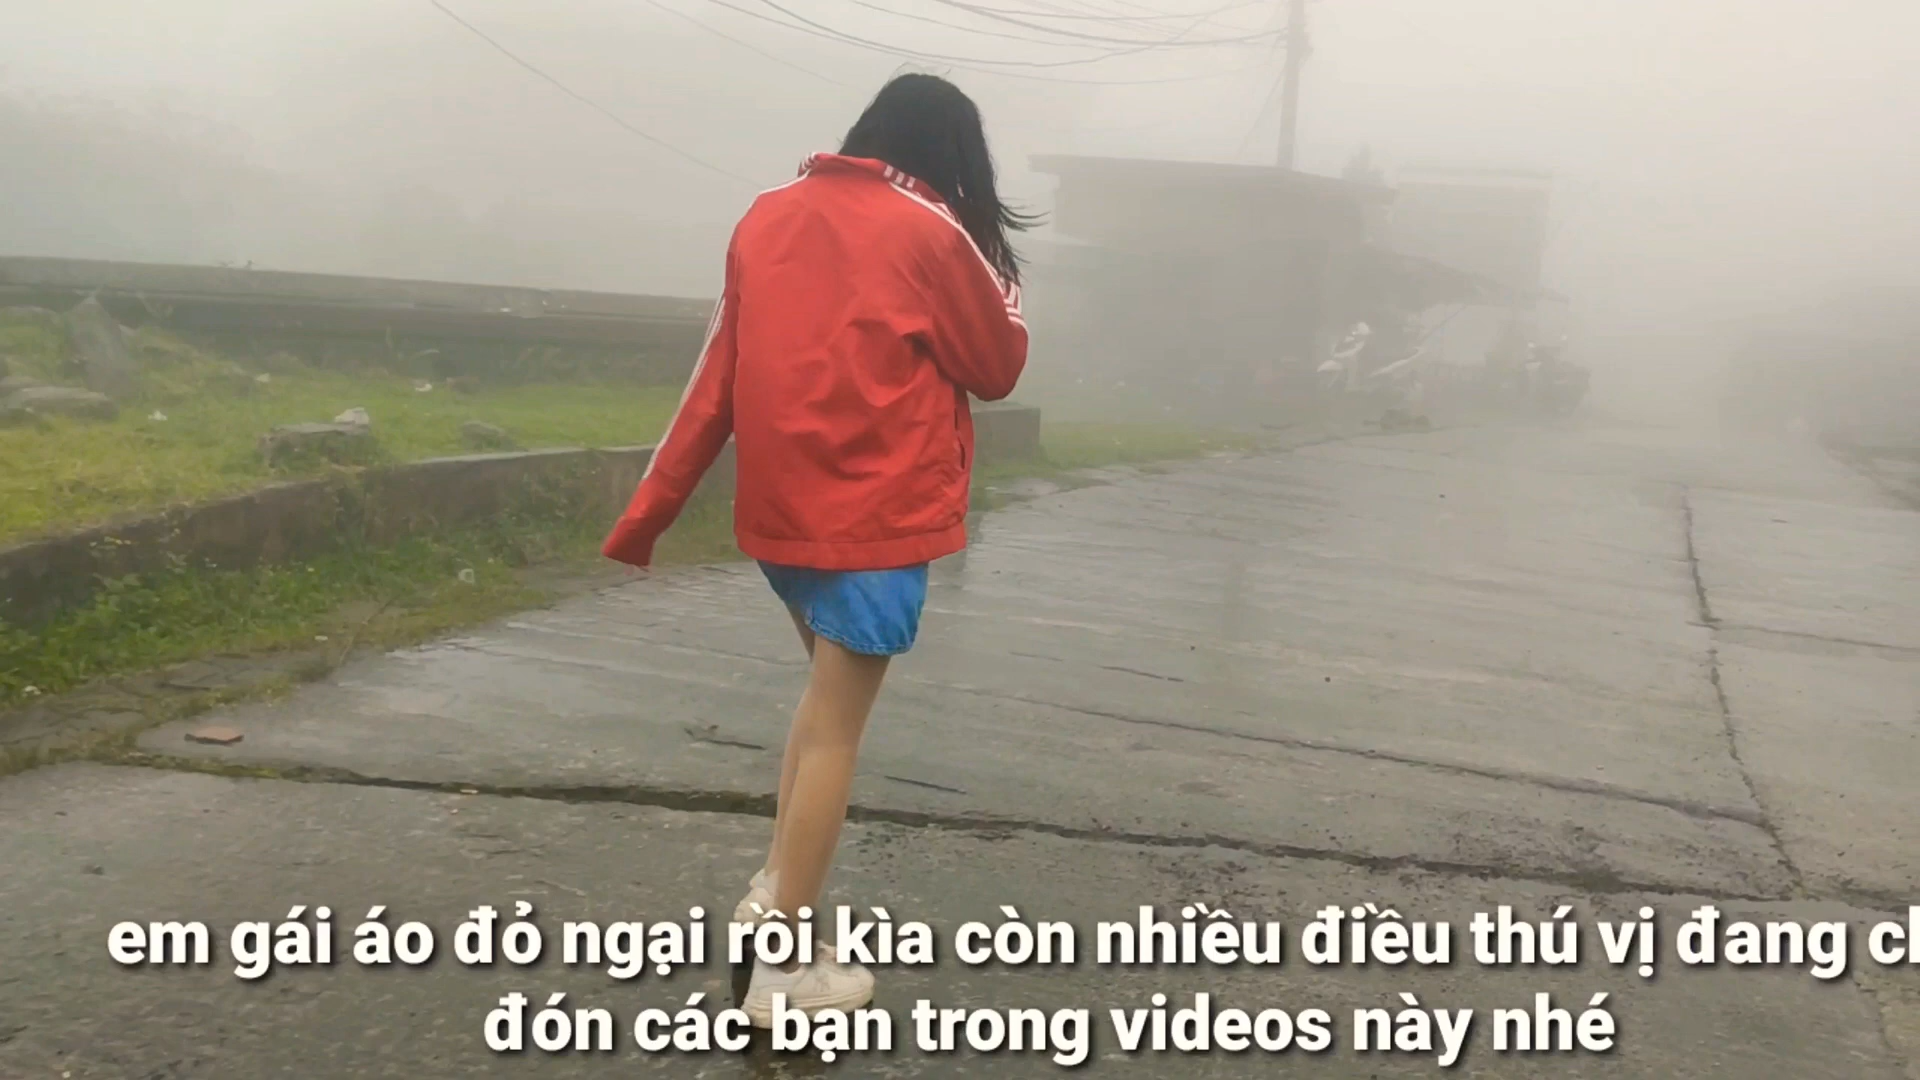 em gái áo đỏ ngại rồi kìa còn nhiều điều thú vị đang
đón các bạn trong videos này nhé